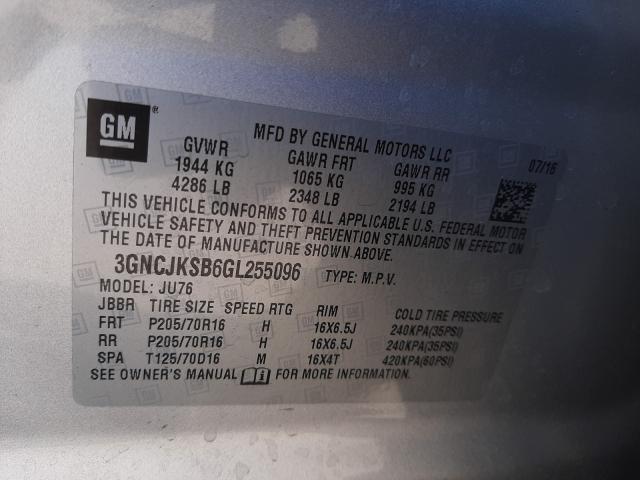 GM®
MFD BY GENERAL MOTORS LLC 07/16
GVWR GAWR FRT GAWR RR
1944 KG 1065 KG 995 KG
4286 LB 2348 LB 2194 LB
THIS VEHICLE CONFORMS TO ALL APPLICABLE U.S. FEDERAL MOTOR
VEHICLE SAFETY AND THEFT PREVENTION STANDARDS IN EFFECT ON
THE DATE OF MANUFACTURE SHOWN ABOVE.
3GNCJKSB6GL255096 TYPE: M.P.V.
MODEL: JU76
JBBR TIRE SIZE SPEED RTG RIM COLD TIRE PRESSURE
FRT P205/70R16 H 16X6.5J 240KPA(35PSI)
RR P205/70R16 H 16X6.5J 240KPA(35PSI)
SPA T125/70D16 M 16X4T 420KPA(60PSI)
SEE OWNER'S MANUAL FOR MORE INFORMATION.